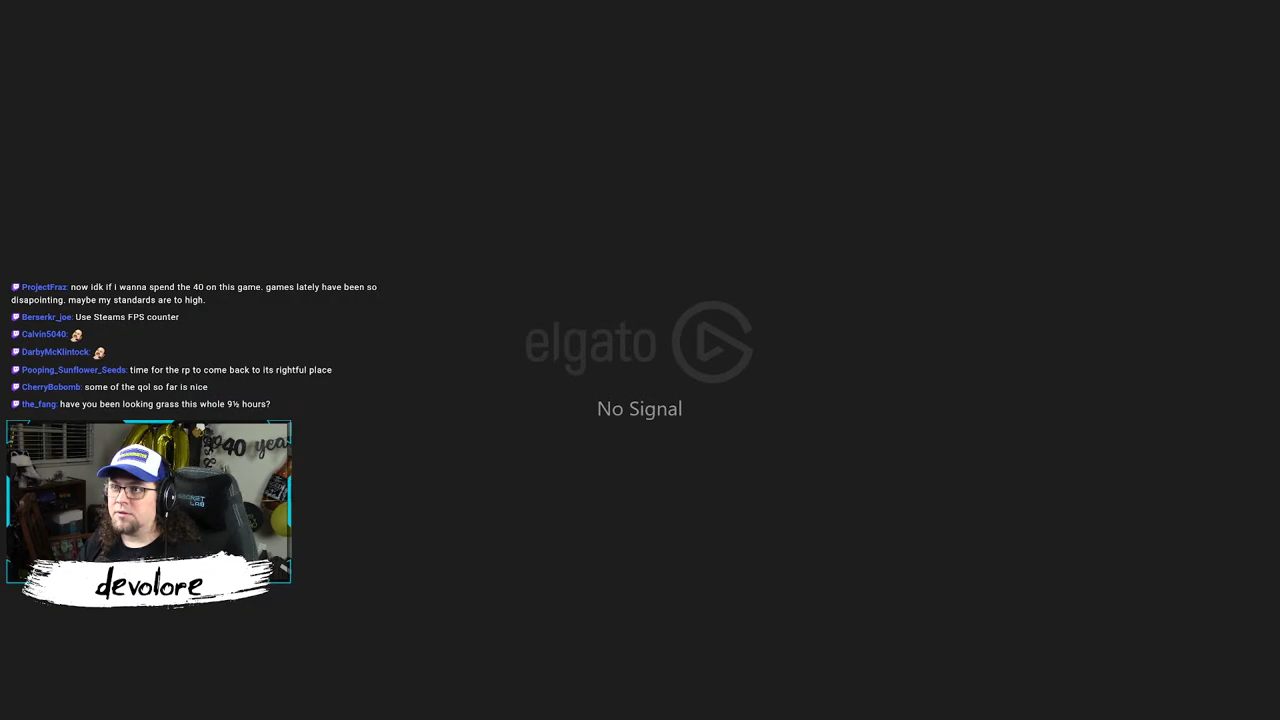 ProjectFraz: now idk if i wanna spend the 40 on this game. games lately have been so
disapointing. maybe my standards are to high.
Berserkr_joe: Use Steams FPS counter
Calvin5040:
DarbyMcKlintock:
Pooping_Sunflower_Seeds: time for the rp to come back to its rightful place
CherryBobomb: some of the qol so far is nice
the_fang: have you been looking grass this whole 9½ hours?
elgato
No Signal
40 yea
SECRET
LAB
devolore